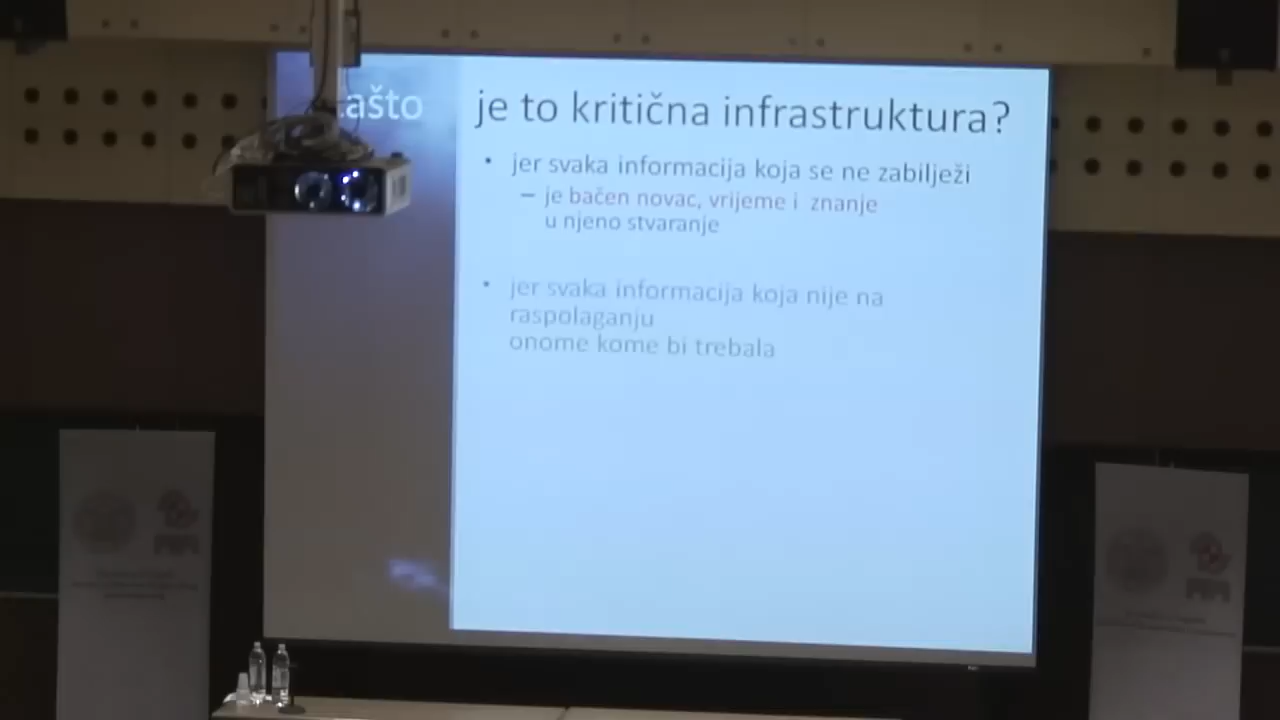 zašto je to kritična infrastruktura?
• jer svaka informacija koja se ne zabilježi
– je bačen novac, vrijeme i znanje
u njeno stvaranje
• jer svaka informacija koja nije na
raspolaganju
onome kome bi trebala